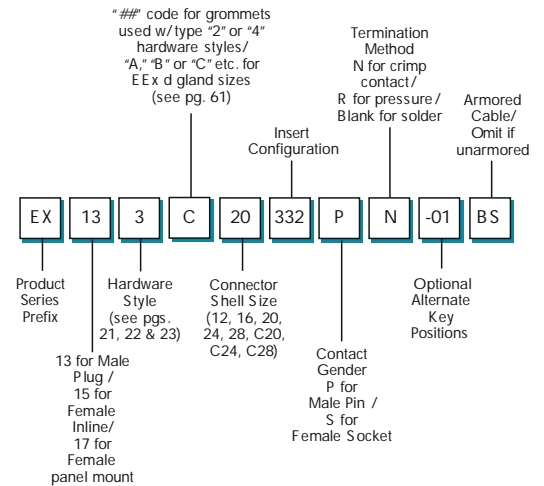 "##" code for grommets
used w/type "2" or "4"
hardware styles/
"A," "B" or "C" etc. for
EEx d gland sizes
(see pg. 61)
Insert
Configuration
Termination
Method
N for crimp
contact/
R for pressure/
Blank for solder
Armored
Cable/
Omit if
unarmored
EX 13 3 C 20 332 P N -01 BS
Product
Series
Prefix
13 for Male
Plug /
15 for
Female
Inline/
17 for
Female
panel mount
Hardware
Style
(see pgs.
21, 22 & 23)
Connector
Shell Size
(12, 16, 20,
24, 28, C20,
C24, C28)
Contact
Gender
P for
Male Pin /
S for
Female Socket
Optional
Alternate
Key
Positions